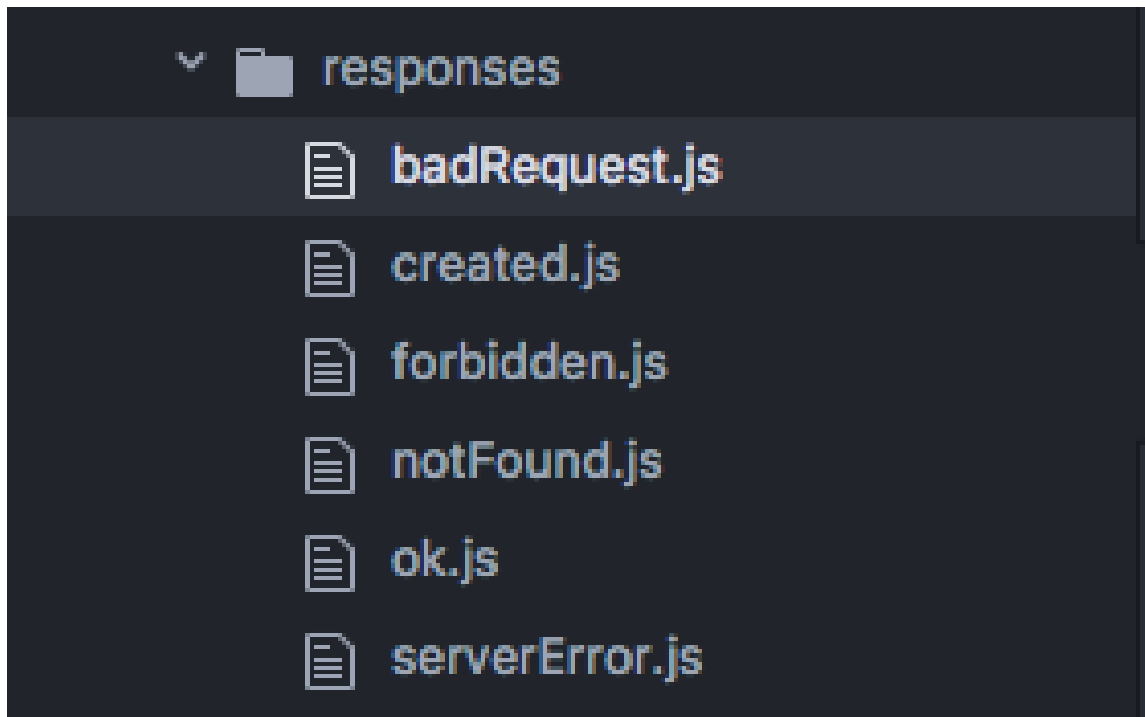 responses
badRequest.js
created.js
forbidden.js
notFound.js
ok.js
serverError.js